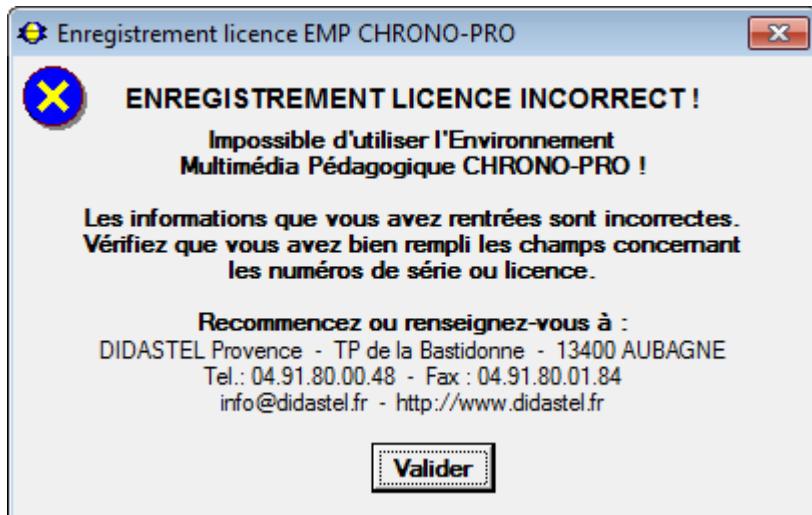 Enregistrement licence EMP CHRONO-PRO
ENREGISTREMENT LICENCE INCORRECT !
Impossible d'utiliser l'Environnement
Multimédia Pédagogique CHRONO-PRO !
Les informations que vous avez rentrées sont incorrectes.
Vérifiez que vous avez bien rempli les champs concernant
les numéros de série ou licence.
Recommencez ou renseignez-vous à :
DIDASTEL Provence - TP de la Bastidonne - 13400 AUBAGNE
Tel.: 04.91.80.00.48 - Fax : 04.91.80.01.84
info@didastel.fr - http://www.didastel.fr
Valider